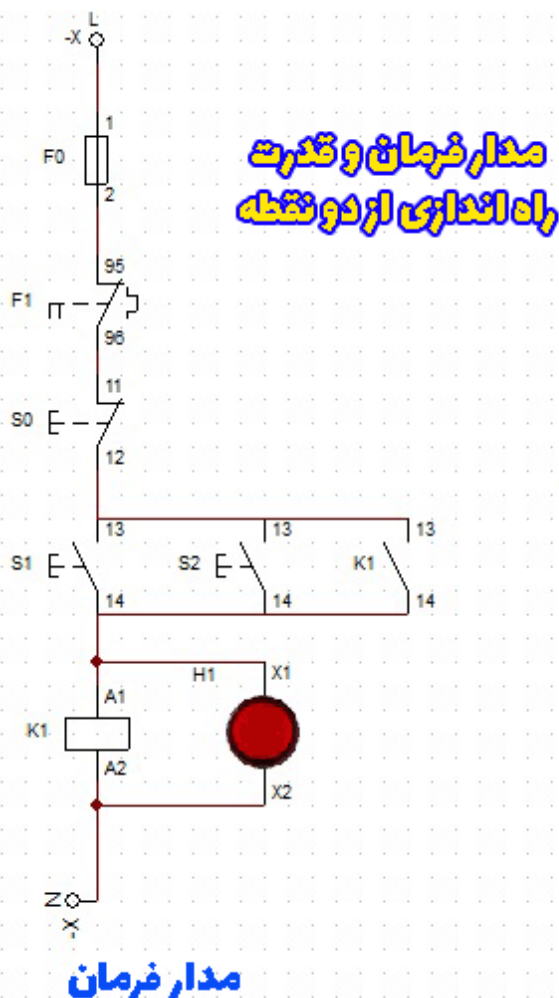 L
-X
1
F0
2
مدار فرمان و قدرت
راه اندازی از دو نقطه
95
F1
96
11
S0
12
13 13 13
S1 S2 K1
14 14 14
H1 X1
A1
K1
A2
X2
N
-X
مدار فرمان